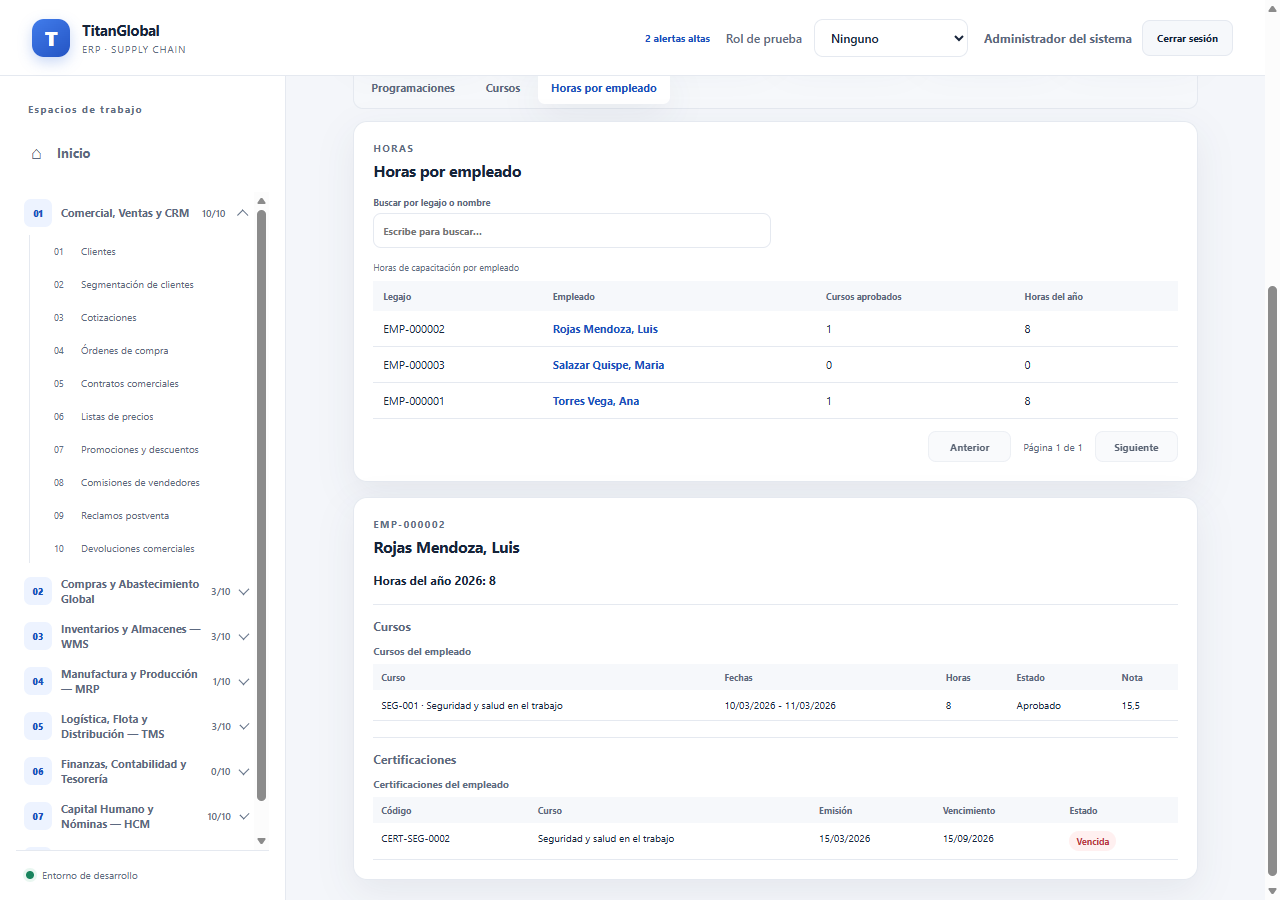 T
TitanGlobal
ERP · SUPPLY CHAIN
2 alertas altas
Rol de prueba
Ninguno
Administrador del sistema
Cerrar sesión
Espacios de trabajo
Inicio
01 Comercial, Ventas y CRM 10/10
01 Clientes
02 Segmentación de clientes
03 Cotizaciones
04 Órdenes de compra
05 Contratos comerciales
06 Listas de precios
07 Promociones y descuentos
08 Comisiones de vendedores
09 Reclamos postventa
10 Devoluciones comerciales
02 Compras y Abastecimiento Global 3/10
03 Inventarios y Almacenes — WMS 3/10
04 Manufactura y Producción — MRP 1/10
05 Logística, Flota y Distribución — TMS 3/10
06 Finanzas, Contabilidad y Tesorería 0/10
07 Capital Humano y Nóminas — HCM 10/10
Entorno de desarrollo
Programaciones Cursos Horas por empleado
HORAS
Horas por empleado
Buscar por legajo o nombre
Escribe para buscar...
Horas de capacitación por empleado
Legajo Empleado Cursos aprobados Horas del año
EMP-000002 Rojas Mendoza, Luis 1 8
EMP-000003 Salazar Quispe, Maria 0 0
EMP-000001 Torres Vega, Ana 1 8
Anterior Página 1 de 1 Siguiente
EMP-000002
Rojas Mendoza, Luis
Horas del año 2026: 8
Cursos
Cursos del empleado
Curso Fechas Horas Estado Nota
SEG-001 · Seguridad y salud en el trabajo 10/03/2026 - 11/03/2026 8 Aprobado 15,5
Certificaciones
Certificaciones del empleado
Código Curso Emisión Vencimiento Estado
CERT-SEG-0002 Seguridad y salud en el trabajo 15/03/2026 15/09/2026 Vencida